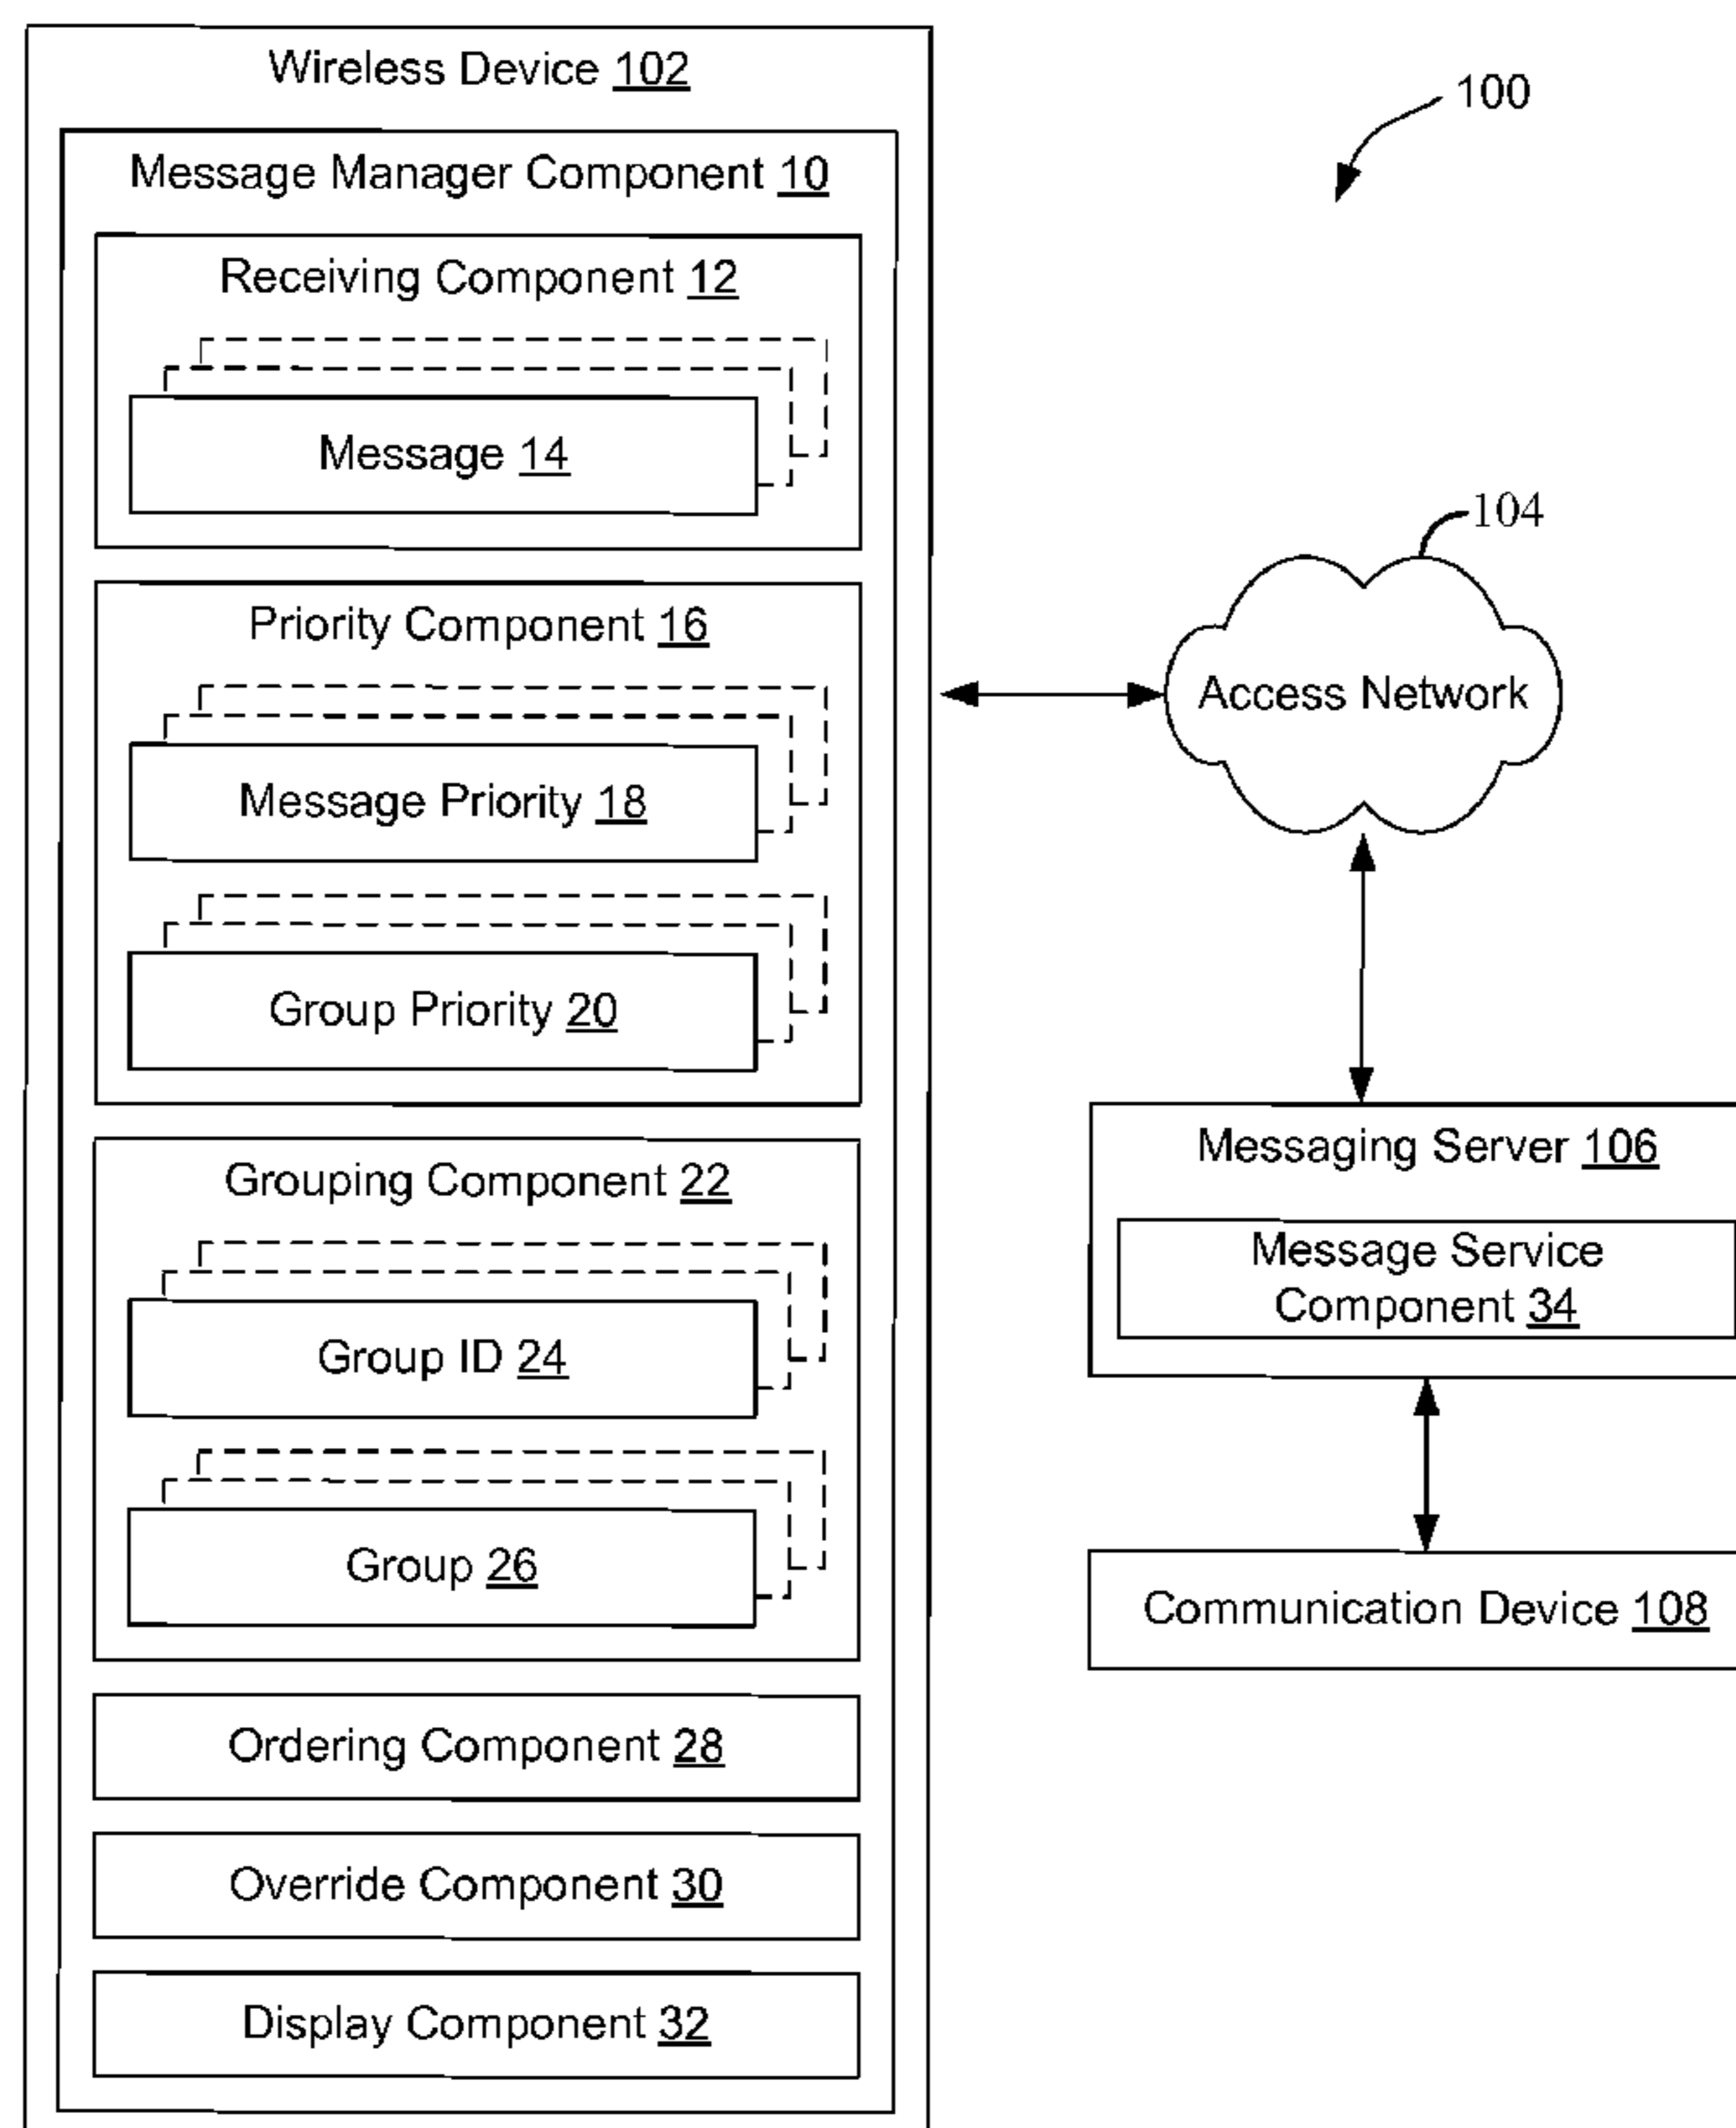 Wireless Device 102
Message Manager Component 10
Receiving Component 12
Message 14
Priority Component 16
Message Priority 18
Group Priority 20
Grouping Component 22
Group ID 24
Group 26
Ordering Component 28
Override Component 30
Display Component 32
100
104
Access Network
Messaging Server 106
Message Service
Component 34
Communication Device 108